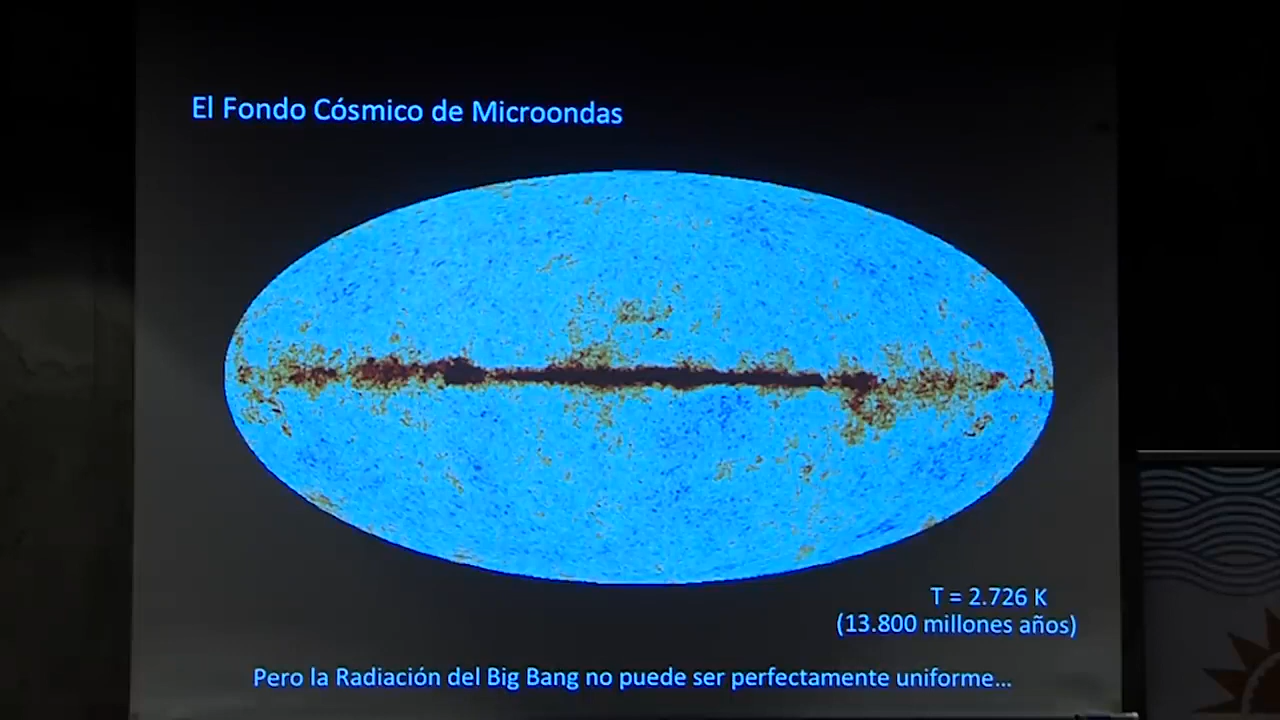 El Fondo Cósmico de Microondas
T = 2.726 K
(13.800 millones años)
Pero la Radiación del Big Bang no puede ser perfectamente uniforme...